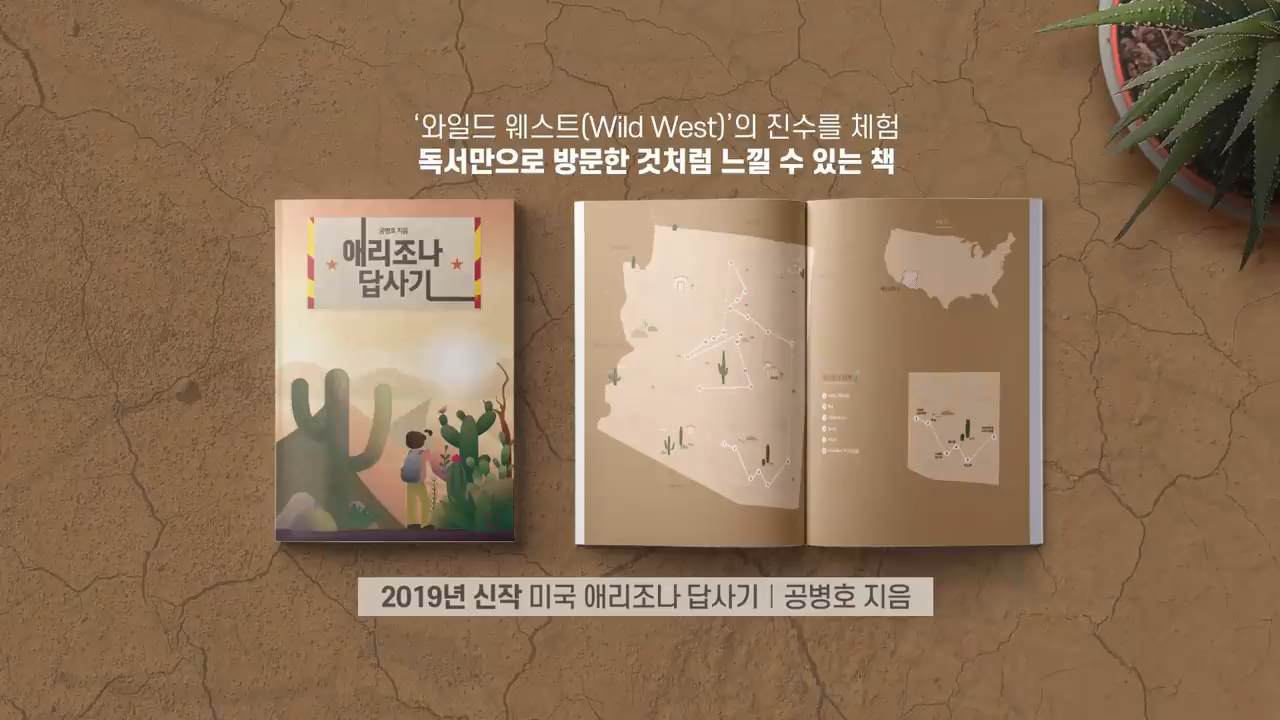 ‘와일드 웨스트(Wild West)’의 진수를 체험
독서만으로 방문한 것처럼 느낄 수 있는 책
공병호 지음
애리조나
답사기
2019년 신작 미국 애리조나 답사기 | 공병호 지음